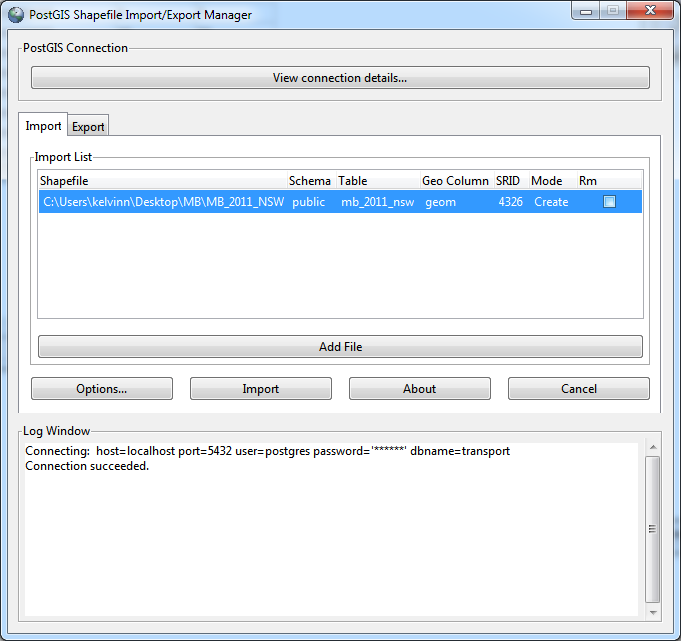 PostGIS Shapefile Import/Export Manager
PostGIS Connection
View connection details...
Import Export
Import List
Shapefile Schema Table Geo Column SRID Mode Rm
C:\Users\kelvinn\Desktop\MB\MB_2011_NSW public mb_2011_nsw geom 4326 Create
Add File
Options... Import About Cancel
Log Window
Connecting:  host=localhost port=5432 user=postgres password='******' dbname=transport
Connection succeeded.